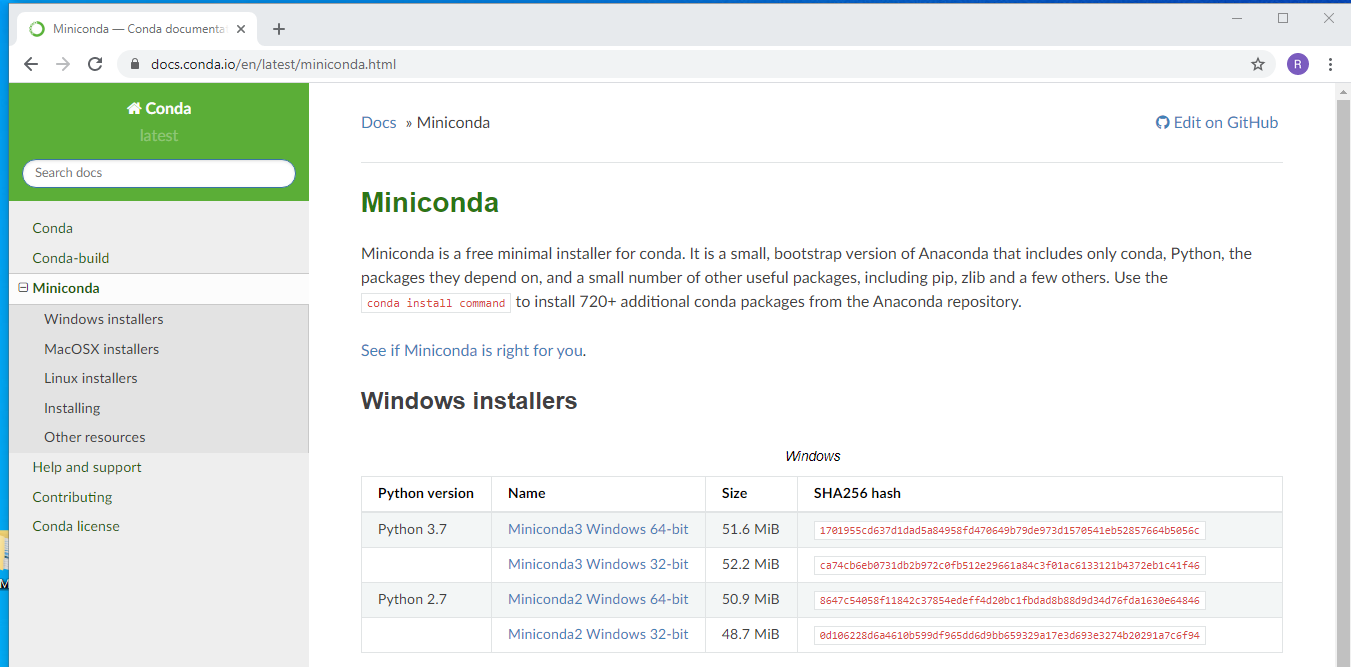 Miniconda — Conda documenta
docs.conda.io/en/latest/miniconda.html
R
Conda
latest
Search docs
Conda
Conda-build
Miniconda
Windows installers
MacOSX installers
Linux installers
Installing
Other resources
Help and support
Contributing
Conda license
Docs » Miniconda
Edit on GitHub
Miniconda
Miniconda is a free minimal installer for conda. It is a small, bootstrap version of Anaconda that includes only conda, Python, the
packages they depend on, and a small number of other useful packages, including pip, zlib and a few others. Use the
conda install command to install 720+ additional conda packages from the Anaconda repository.
See if Miniconda is right for you.
Windows installers
Windows
Python version Name Size SHA256 hash
Python 3.7 Miniconda3 Windows 64-bit 51.6 MiB 1701955cd637d1dad5a84958fd470649b79de973d1570541eb52857664b5056c
Miniconda3 Windows 32-bit 52.2 MiB ca74cb6eb0731db2b972c0fb512e29661a84c3f01ac6133121b4372eb1c41f46
Python 2.7 Miniconda2 Windows 64-bit 50.9 MiB 8647c54058f11842c37854edeff4d20bc1fbdad8b88d9d34d76fda1630e64846
Miniconda2 Windows 32-bit 48.7 MiB 0d106228d6a4610b599df965dd6d9bb659329a17e3d693e3274b20291a7c6f94